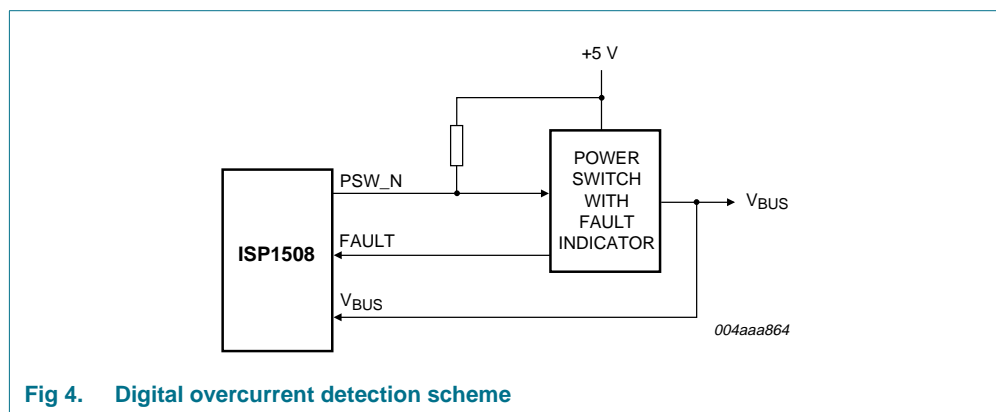 +5 V
POWER
SWITCH
WITH
FAULT
INDICATOR
PSW_N
ISP1508
FAULT
VBUS
VBUS
004aaa864
Fig 4. Digital overcurrent detection scheme